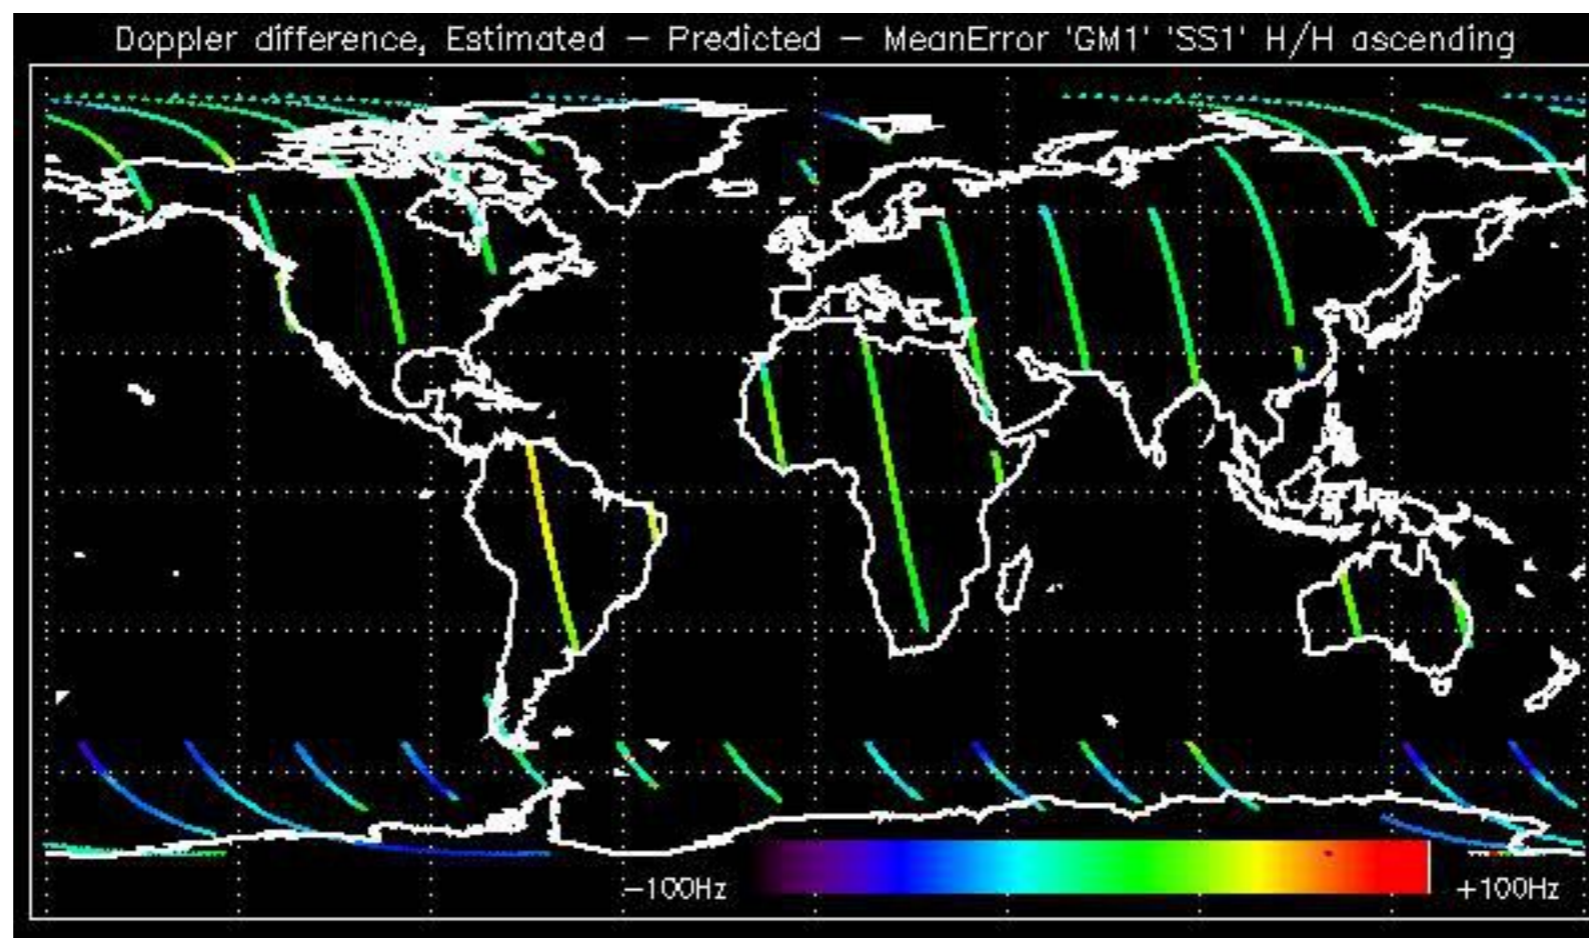 Doppler difference, Estimated – Predicted – MeanError 'GM1' 'SS1' H/H ascending
–100Hz +100Hz